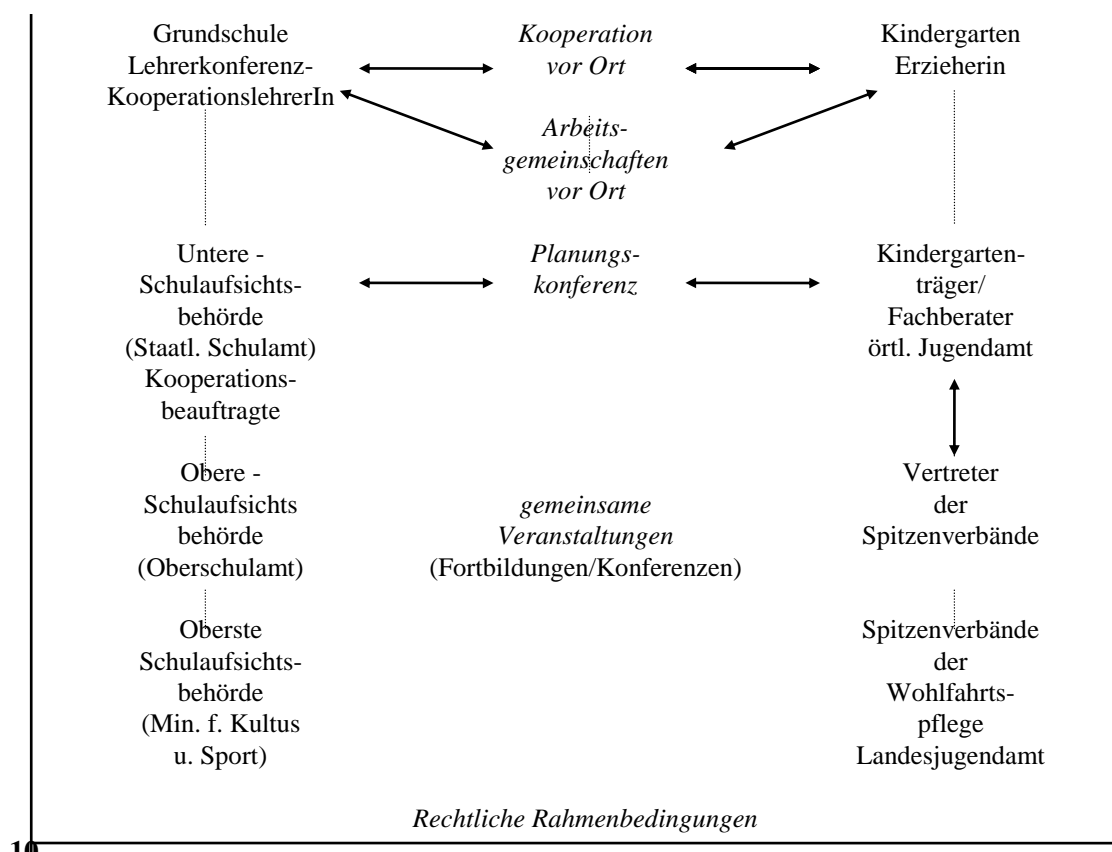 Grundschule
Lehrerkonferenz-
KooperationslehrerIn
Kooperation
vor Ort
Kindergarten
Erzieherin
Arbeits-
gemeinschaften
vor Ort
Untere -
Schulaufsichts-
behörde
(Staatl. Schulamt)
Kooperations-
beauftragte
Planungs-
konferenz
Kindergarten-
träger/
Fachberater
örtl. Jugendamt
Obere -
Schulaufsichts
behörde
(Oberschulamt)
gemeinsame
Veranstaltungen
(Fortbildungen/Konferenzen)
Vertreter
der
Spitzenverbände
Oberste
Schulaufsichts-
behörde
(Min. f. Kultus
u. Sport)
Spitzenverbände
der
Wohlfahrts-
pflege
Landesjugendamt
Rechtliche Rahmenbedingungen
10